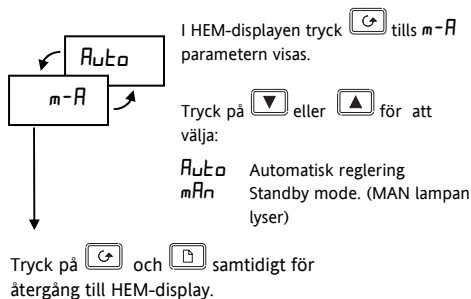 I HEM-displayen tryck tills m-A
parametern visas.
Auto
m-A
Tryck på eller för att
välja:
Auto Automatisk reglering
mAn Standby mode. (MAN lampan
lyser)
Tryck på och samtidigt för
återgång till HEM-display.